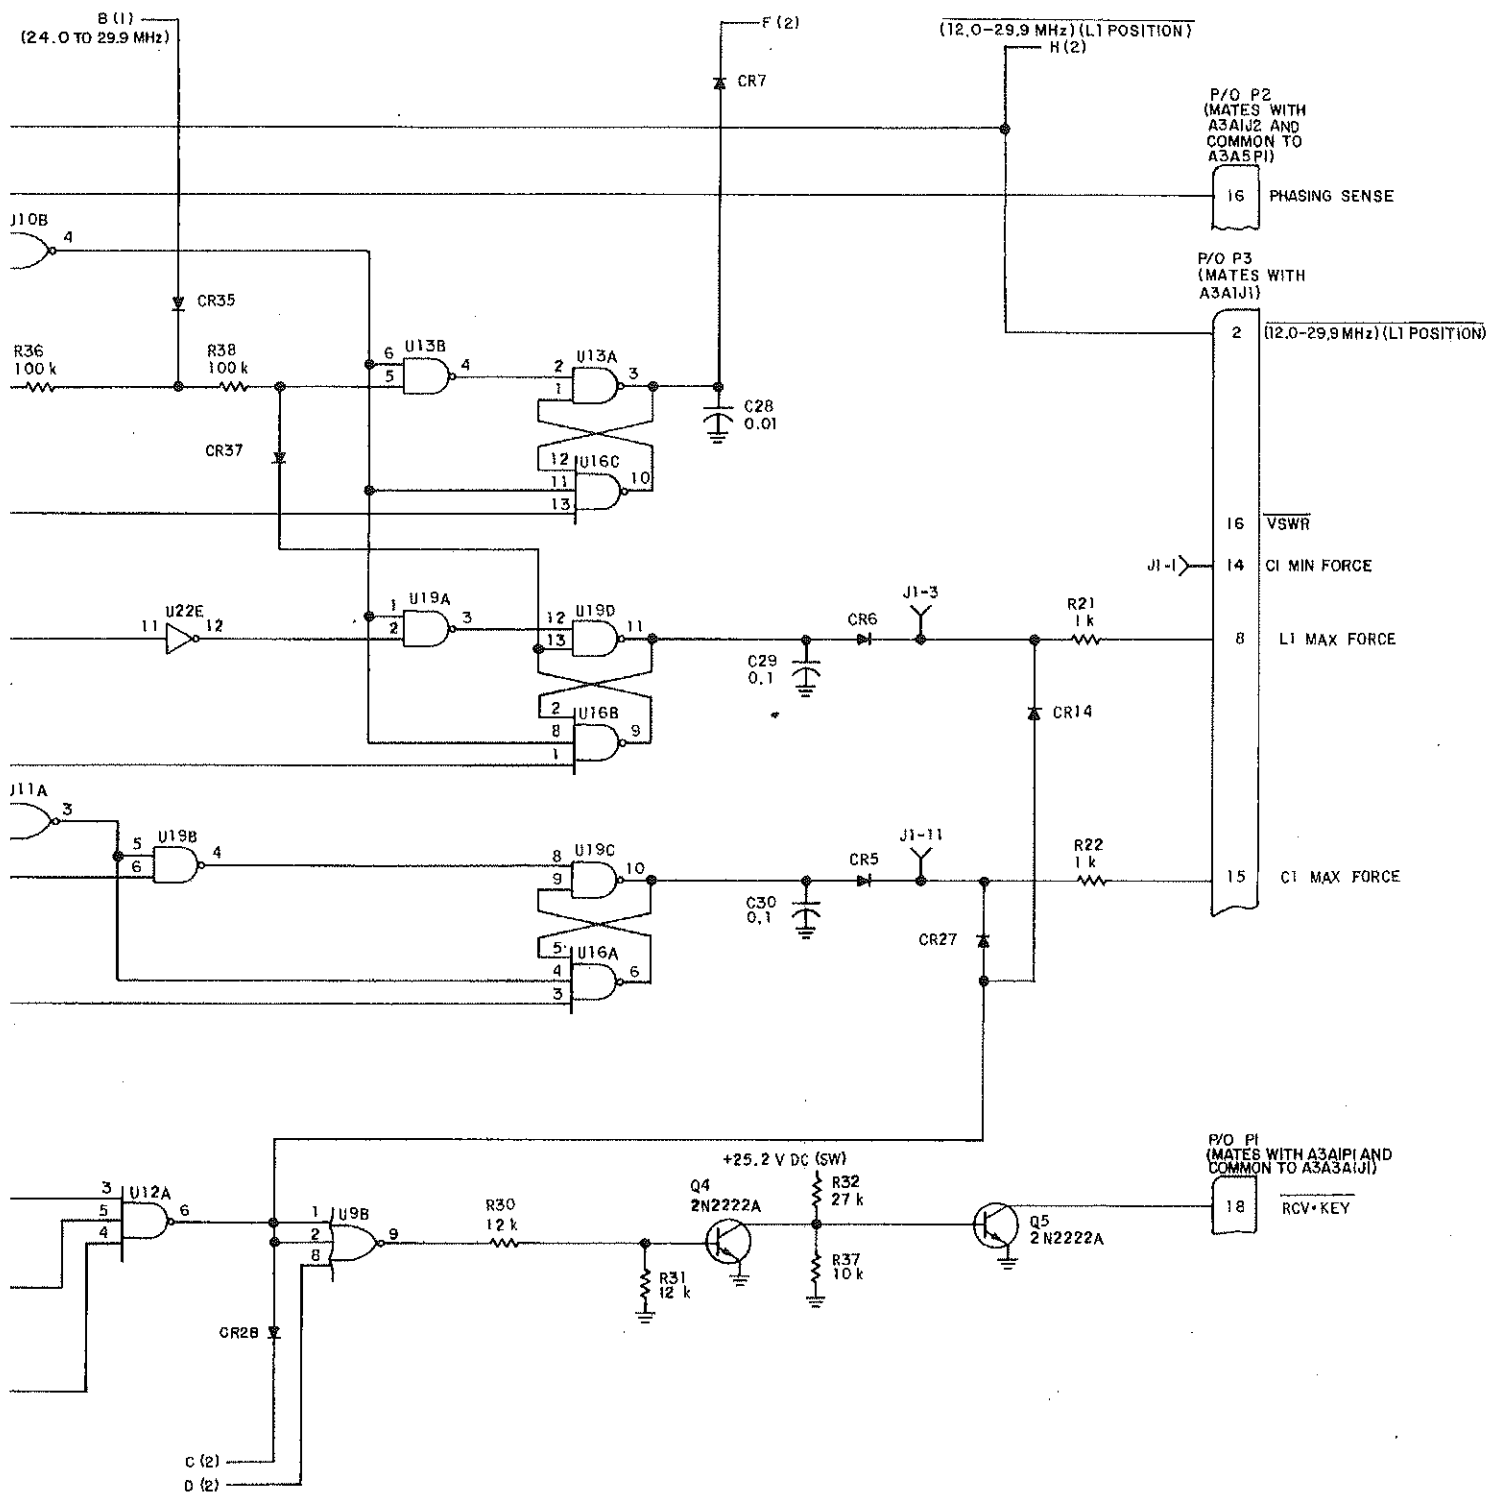 B (1)
(24.0 TO 29.9 MHz)
F (2)
(12.0-29.9 MHz) (L1 POSITION)
H (2)
CR7
P/O P2
(MATES WITH
A3A1J2 AND
COMMON TO
A3A5P1)
16 PHASING SENSE
J10B
4
P/O P3
(MATES WITH
A3A1J1)
CR35
2 (12.0-29.9 MHz) (L1 POSITION)
R36
100 k
R38
100 k
6 U13B
5 4
2 U13A
1 3
C28
0.01
CR37
12 U16C
11 10
13
16 VSWR
J1-1 14 C1 MIN FORCE
U22E
11 12
1 U19A
2 3
12 U19D
13 11
CR6
J1-3
R21
1 k
8 L1 MAX FORCE
C29
0.1
CR14
2 U16B
8 9
1
J11A
3
5 U19B
6 4
8 U19C
9 10
CR5
J1-11
R22
1 k
15 C1 MAX FORCE
C30
0.1
CR27
5 U16A
4 6
3
P/O P1
(MATES WITH A3A1P1 AND
COMMON TO A3A3A1J1)
18 RCV•KEY
+25.2 V DC (SW)
R32
27 k
3 U12A
5 6
4
1 U9B
2 9
8
R30
12 k
Q4
2N2222A
Q5
2N2222A
R31
12 k
R37
10 k
CR28
C (2)
D (2)